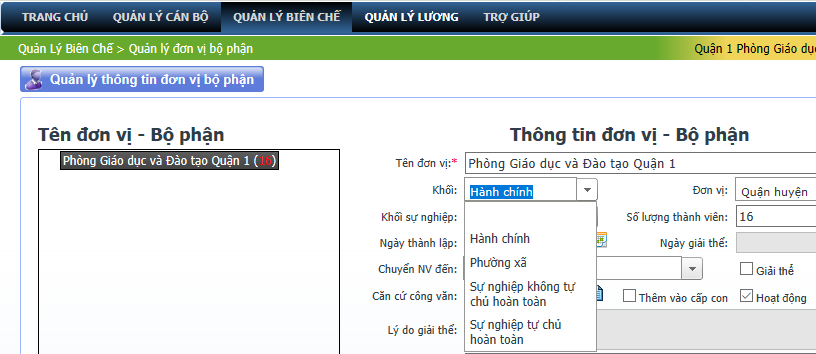 TRANG CHỦ QUẢN LÝ CÁN BỘ QUẢN LÝ BIÊN CHẾ QUẢN LÝ LƯƠNG TRỢ GIÚP
Quản Lý Biên Chế > Quản lý đơn vị bộ phận Quận 1 Phòng Giáo dục
Quản lý thông tin đơn vị bộ phận
Tên đơn vị - Bộ phận
Phòng Giáo dục và Đào tạo Quận 1 (10)
Thông tin đơn vị - Bộ phận
Tên đơn vị:* Phòng Giáo dục và Đào tạo Quận 1
Khối: Hành chính Đơn vị: Quận huyện
Khối sự nghiệp: Số lượng thành viên: 16
Ngày thành lập: Ngày giải thể:
Chuyển NV đến: Giải thể
Căn cứ công văn: Thêm vào cấp con Hoạt động
Lý do giải thể:
Hành chính
Phường xã
Sự nghiệp không tự
chủ hoàn toàn
Sự nghiệp tự chủ
hoàn toàn